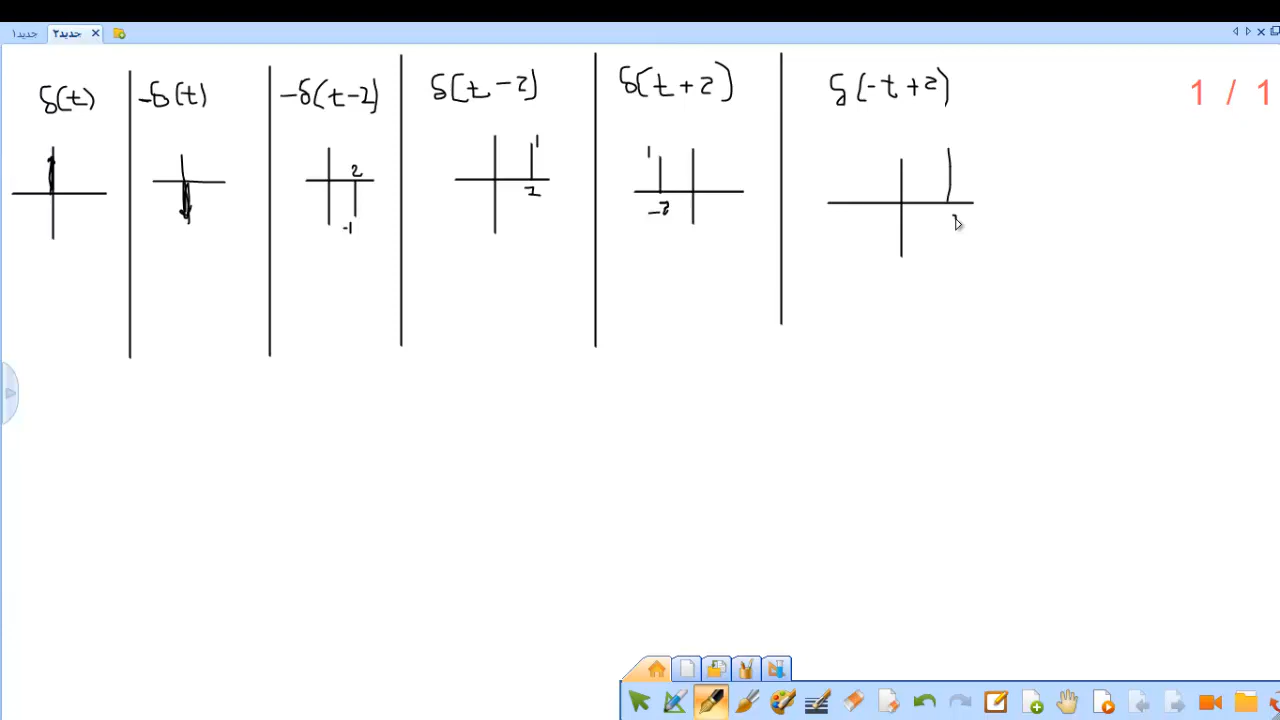 جديد١ جديد٢
δ(t) -δ(t) -δ(t-2) δ(t-2) δ(t+2) δ(-t+2)
1 / 1
2 -1
1 2
1 -2